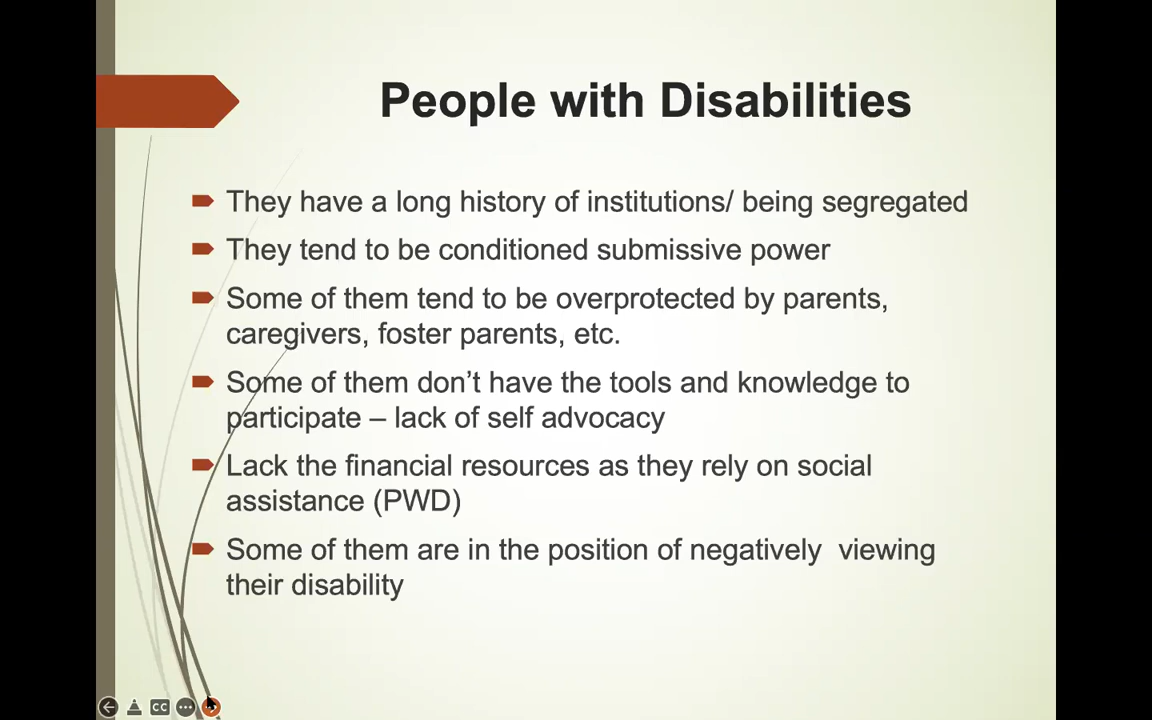 People with Disabilities
They have a long history of institutions/ being segregated
They tend to be conditioned submissive power
Some of them tend to be overprotected by parents,
caregivers, foster parents, etc.
Some of them don’t have the tools and knowledge to
participate – lack of self advocacy
Lack the financial resources as they rely on social
assistance (PWD)
Some of them are in the position of negatively  viewing
their disability
CC